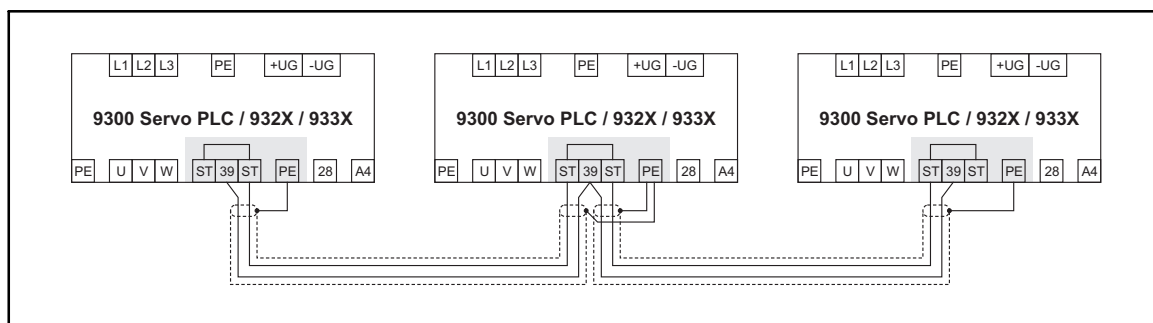 L1 L2 L3 PE +UG -UG
9300 Servo PLC / 932X / 933X
PE U V W ST 39 ST PE 28 A4
L1 L2 L3 PE +UG -UG
9300 Servo PLC / 932X / 933X
PE U V W ST 39 ST PE 28 A4
L1 L2 L3 PE +UG -UG
9300 Servo PLC / 932X / 933X
PE U V W ST 39 ST PE 28 A4